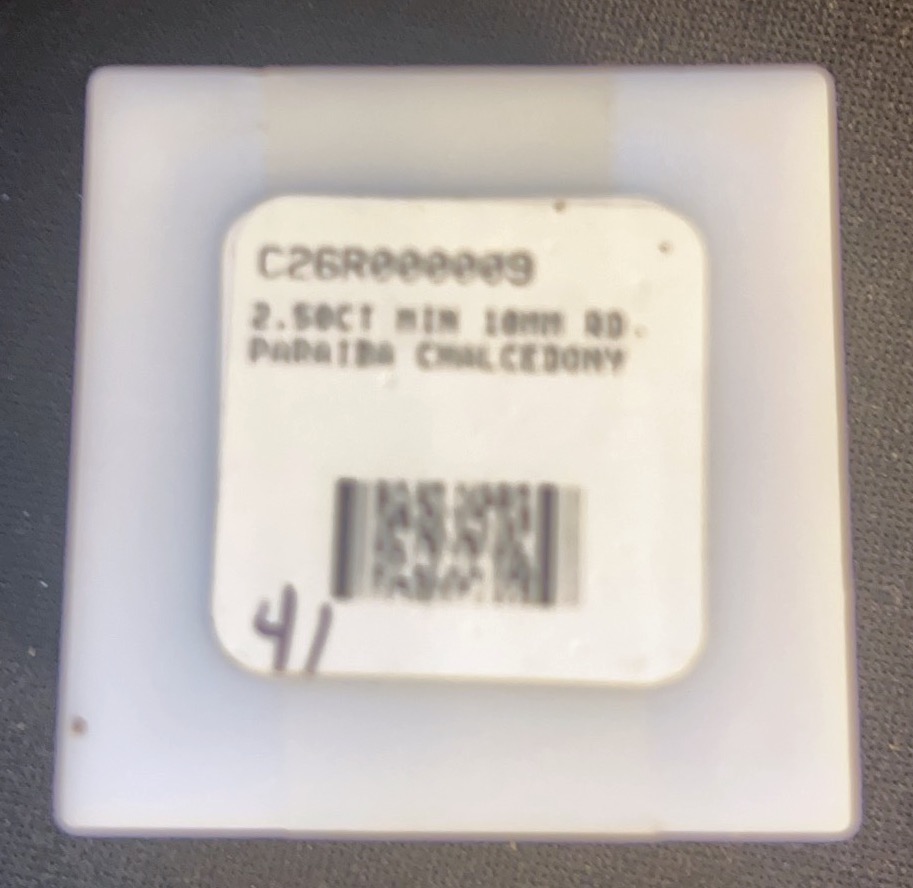 C26R000009
2.50CT MIN 10MM RD.
PARAIBA CHALCEDONY
41